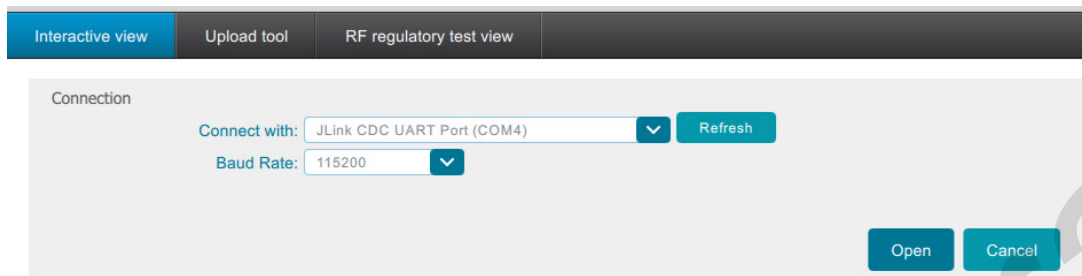 Interactive view Upload tool RF regulatory test view
Connection
Connect with: JLink CDC UART Port (COM4) Refresh
Baud Rate: 115200
Open Cancel